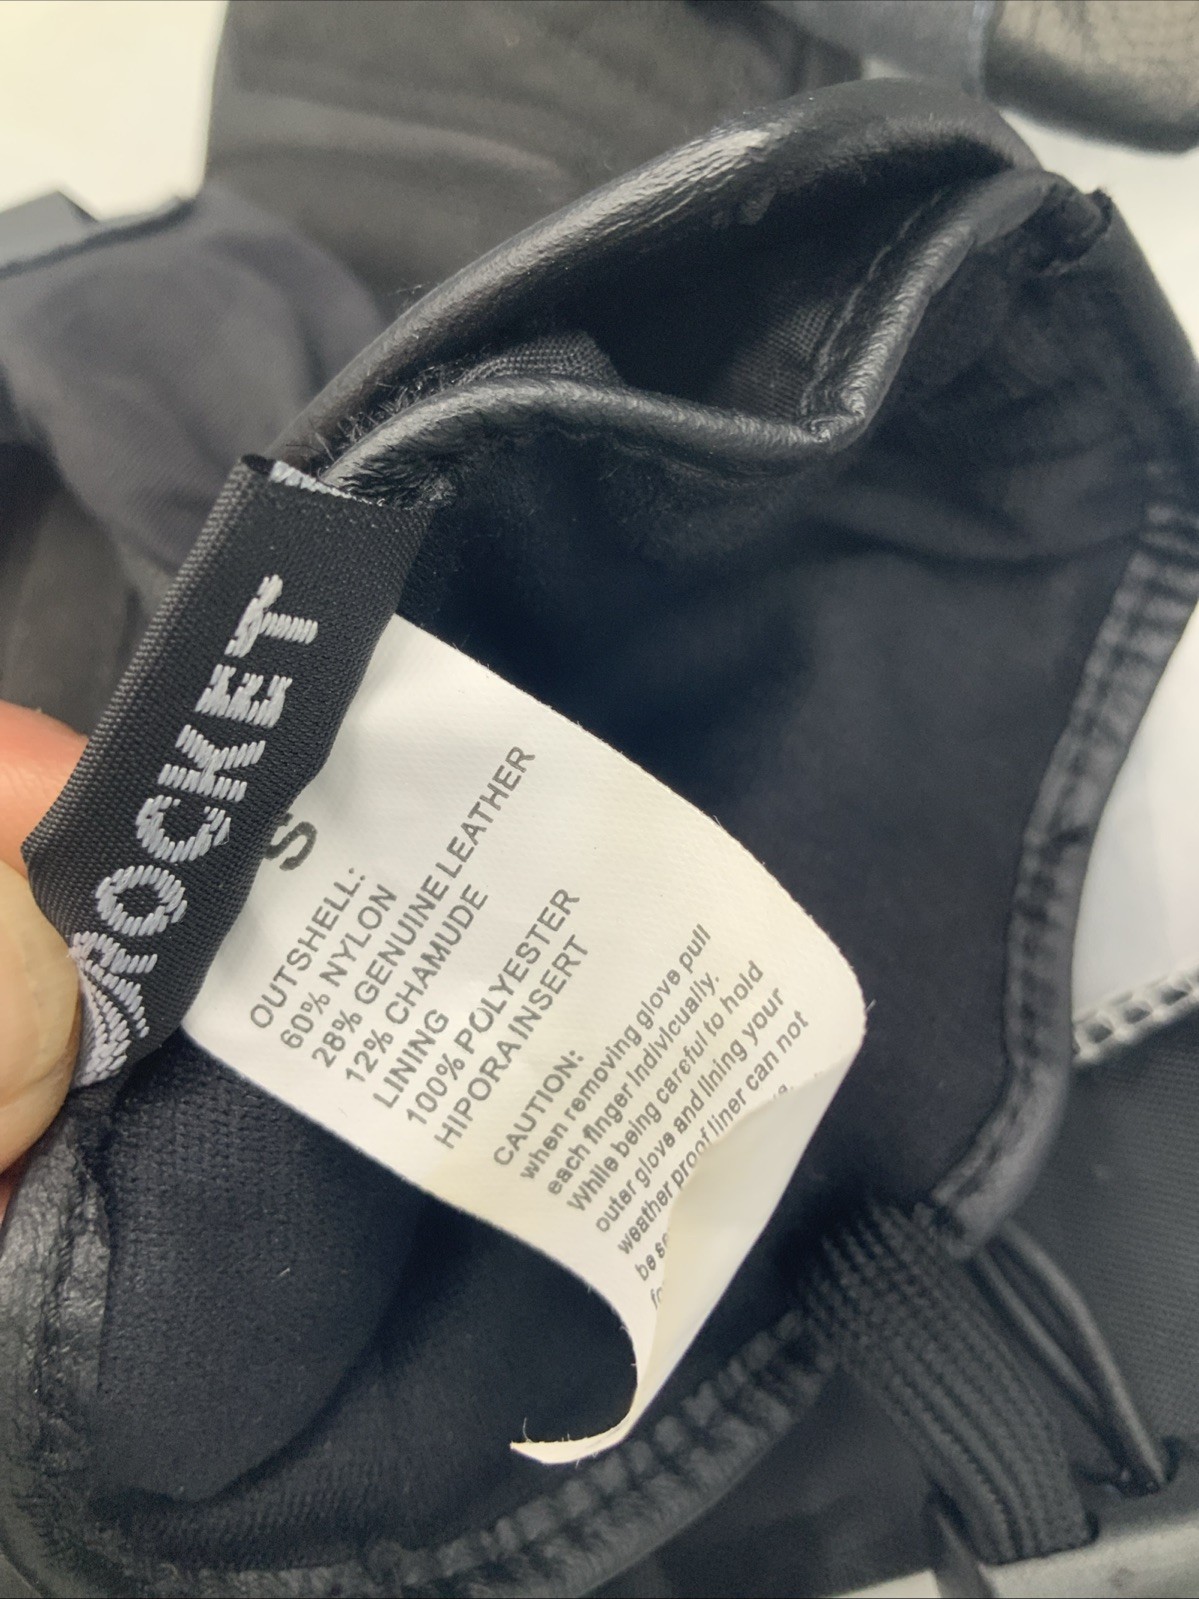 ROCKET
S
OUTSHELL:
60% NYLON
28% GENUINE LEATHER
12% CHAMUDE
LINING
100% POLYESTER
HIPORA INSERT
CAUTION:
when removing glove pull
each finger Indivicually.
While being careful to hold
outer glove and lining your
weather proof liner can not
be